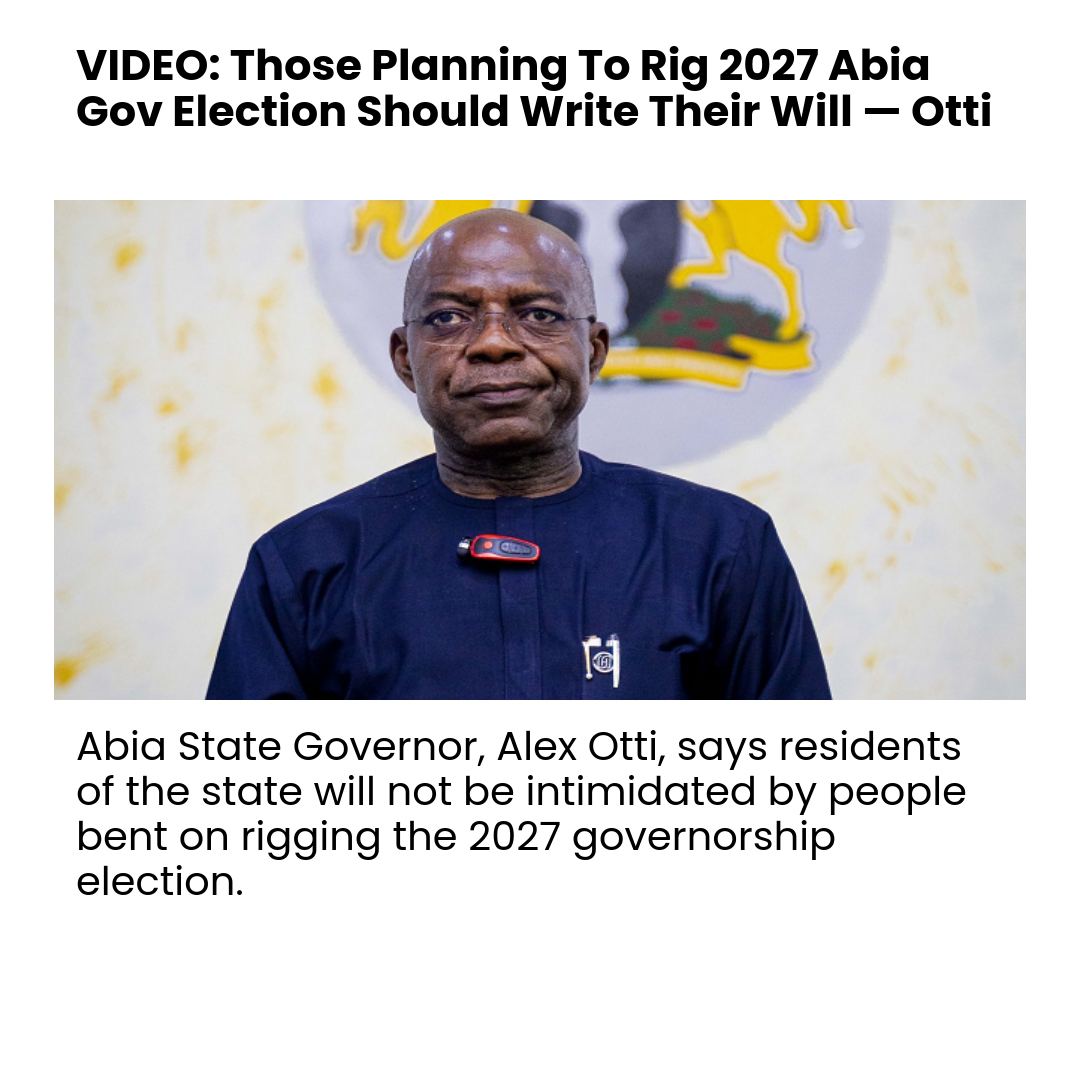 VIDEO: Those Planning To Rig 2027 Abia
Gov Election Should Write Their Will — Otti
Abia State Governor, Alex Otti, says residents
of the state will not be intimidated by people
bent on rigging the 2027 governorship
election.